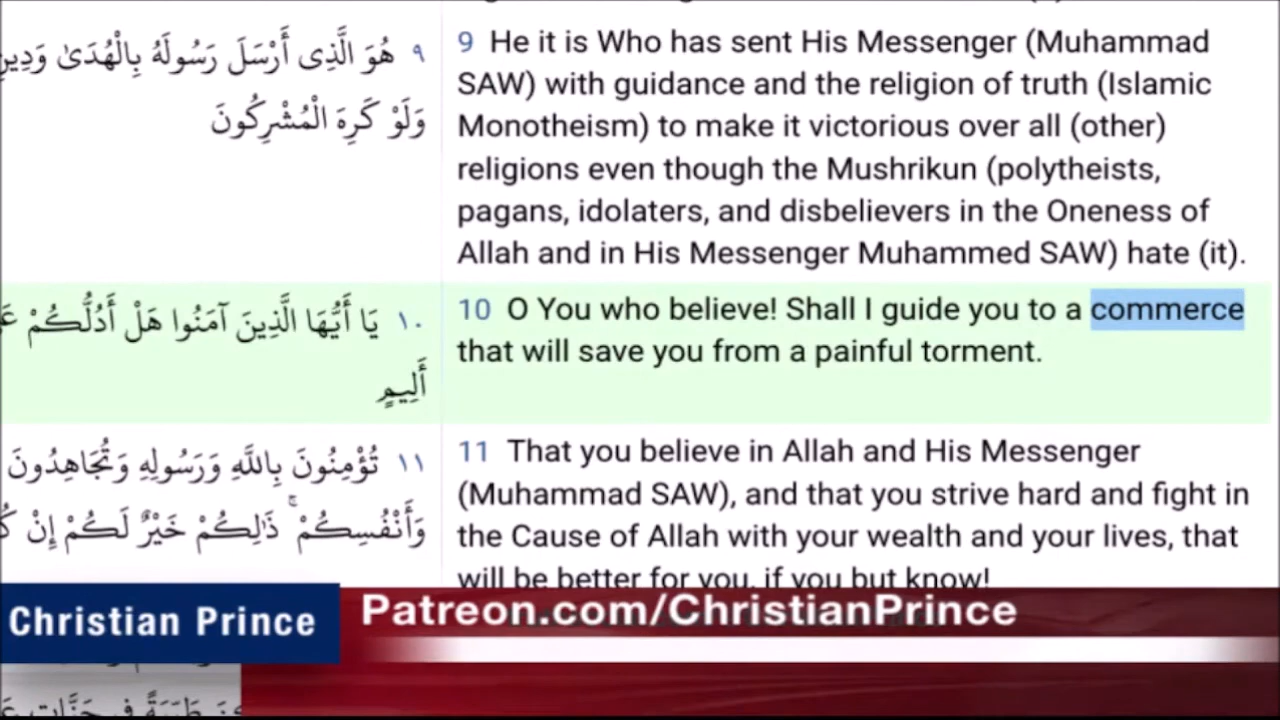 ٩ هُوَ الَّذِى أَرْسَلَ رَسُولَهُ بِالْهُدَىٰ وَدِينِ
وَلَوْ كَرِهَ الْمُشْرِكُونَ
9 He it is Who has sent His Messenger (Muhammad
SAW) with guidance and the religion of truth (Islamic
Monotheism) to make it victorious over all (other)
religions even though the Mushrikun (polytheists,
pagans, idolaters, and disbelievers in the Oneness of
Allah and in His Messenger Muhammed SAW) hate (it).
١٠ يَا أَيُّهَا الَّذِينَ آمَنُوا هَلْ أَدُلُّكُمْ
أَلِيمٍ
10 O You who believe! Shall I guide you to a commerce
that will save you from a painful torment.
١١ تُؤْمِنُونَ بِاللَّهِ وَرَسُولِهِ وَتُجَاهِدُونَ
وَأَنْفُسِكُمْ ۚ ذَٰلِكُمْ خَيْرٌ لَكُمْ إِنْ
11 That you believe in Allah and His Messenger
(Muhammad SAW), and that you strive hard and fight in
the Cause of Allah with your wealth and your lives, that
will be better for you, if you but know!
Christian Prince
Patreon.com/ChristianPrince